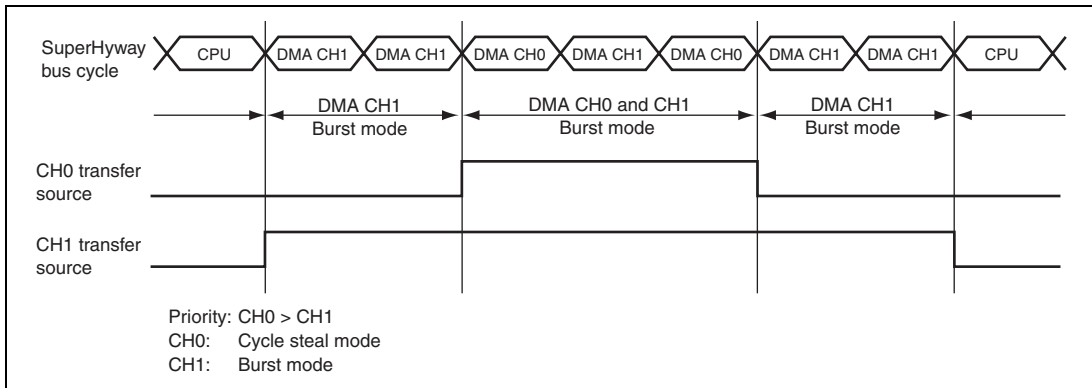 SuperHyway
bus cycle
CPU DMA CH1 DMA CH1 DMA CH0 DMA CH1 DMA CH0 DMA CH1 DMA CH1 CPU
DMA CH1 DMA CH0 and CH1 DMA CH1
Burst mode Burst mode Burst mode
CH0 transfer
source
CH1 transfer
source
Priority: CH0 > CH1
CH0: Cycle steal mode
CH1: Burst mode